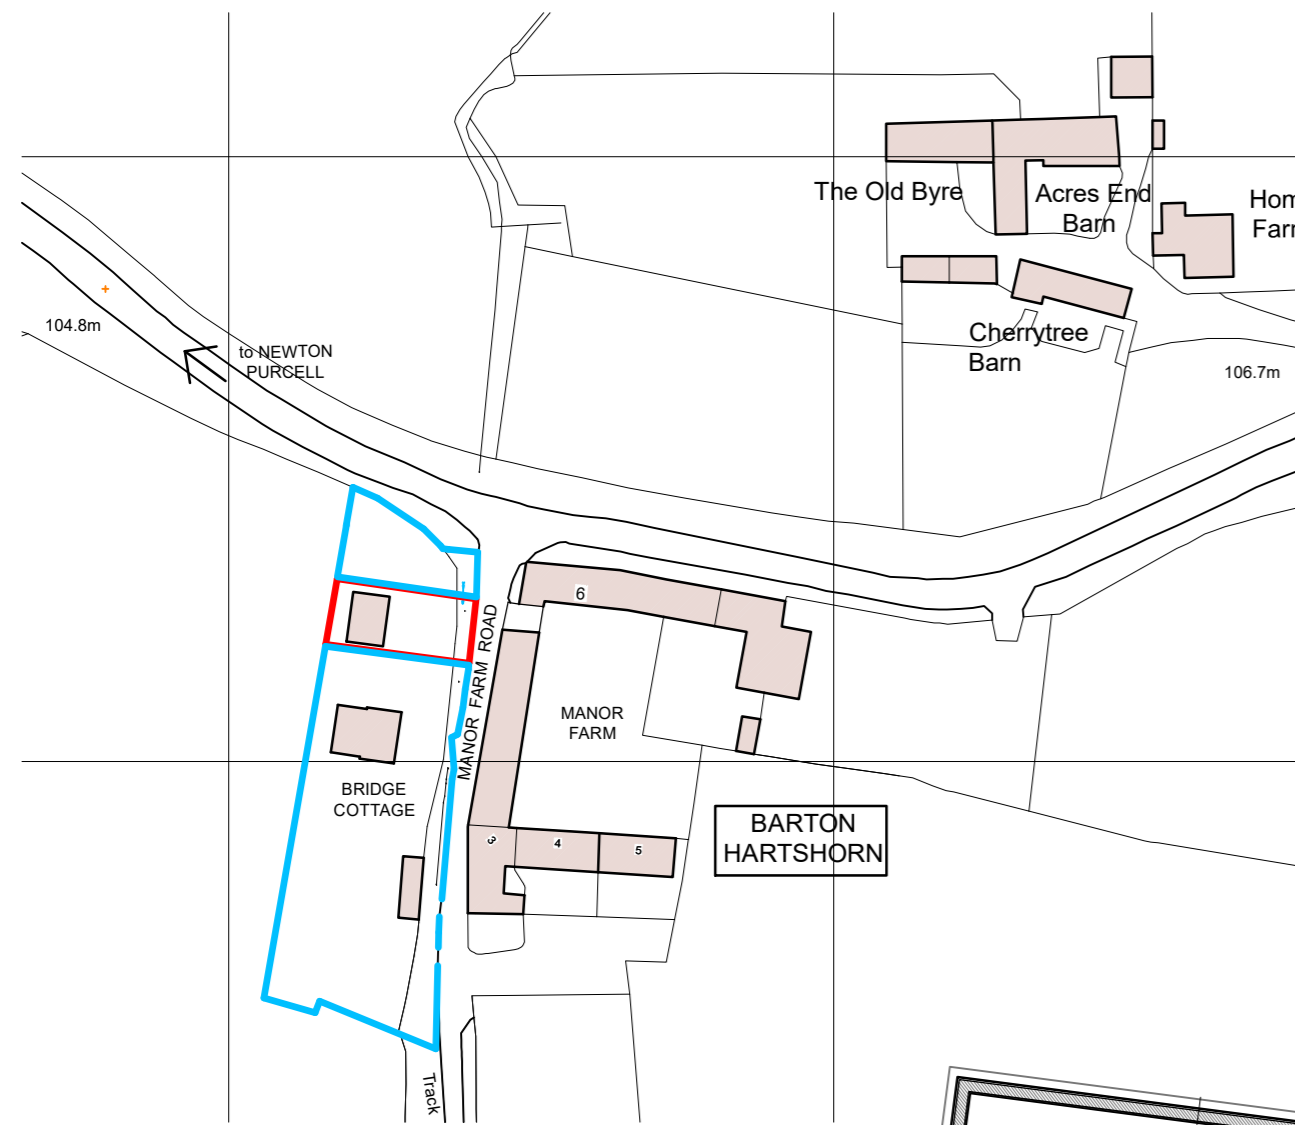 The Old Byre
Acres End
Barn
Hom
Farr
Cherrytree
Barn
106.7m
104.8m
to NEWTON
PURCELL
6
MANOR FARM ROAD
MANOR
FARM
BRIDGE
COTTAGE
BARTON
HARTSHORN
3
4
5
Track